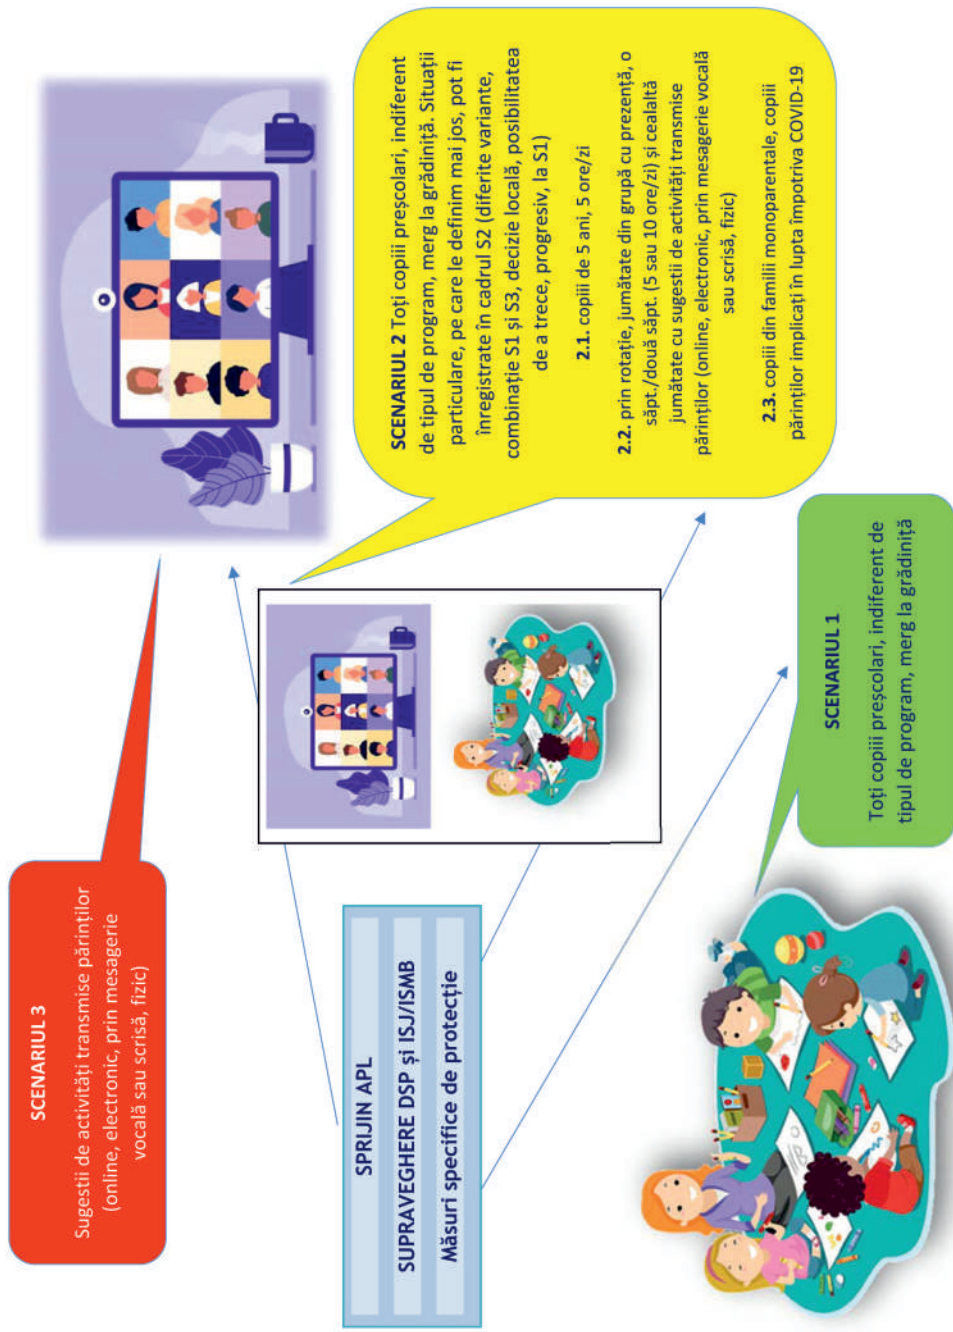 SCENARIUL 3
Sugestii de activități transmise părinților
(online, electronic, prin mesagerie
vocală sau scrisă, fizic)
SPRIJIN APL
SUPRAVEGHERE DSP și ISJ/ISMB
Măsuri specifice de protecție
SCENARIUL 2 Toți copiii preșcolari, indiferent
de tipul de program, merg la grădiniță. Situații
particulare, pe care le definim mai jos, pot fi
înregistrate în cadrul S2 (diferite variante,
combinație S1 și S3, decizie locală, posibilitatea
de a trece, progresiv, la S1)
2.1. copiii de 5 ani, 5 ore/zi
2.2. prin rotație, jumătate din grupă cu prezență, o
săpt./două săpt. (5 sau 10 ore/zi) și cealaltă
jumătate cu sugestii de activități transmise
părinților (online, electronic, prin mesagerie vocală
sau scrisă, fizic)
2.3. copiii din familii monoparentale, copiii
părinților implicați în lupta împotriva COVID-19
SCENARIUL 1
Toți copiii preșcolari, indiferent de
tipul de program, merg la grădiniță